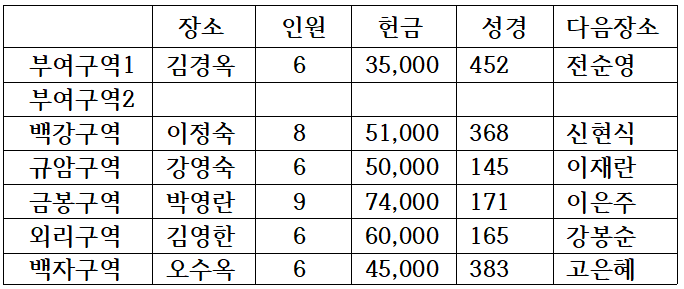 장소 인원 헌금 성경 다음장소
부여구역1 김경옥 6 35,000 452 전순영
부여구역2
백강구역 이정숙 8 51,000 368 신현식
규암구역 강영숙 6 50,000 145 이재란
금봉구역 박영란 9 74,000 171 이은주
외리구역 김영한 6 60,000 165 강봉순
백자구역 오수옥 6 45,000 383 고은혜